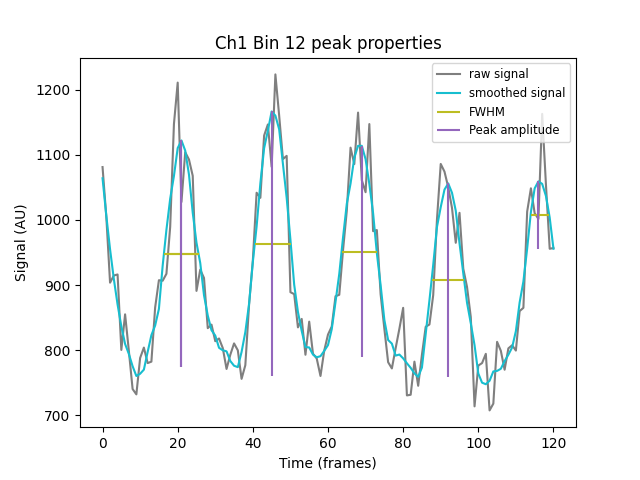 Ch1 Bin 12 peak properties
raw signal
smoothed signal
FWHM
Peak amplitude
1200
1100
1000
900
800
700
Signal (AU)
0 20 40 60 80 100 120
Time (frames)